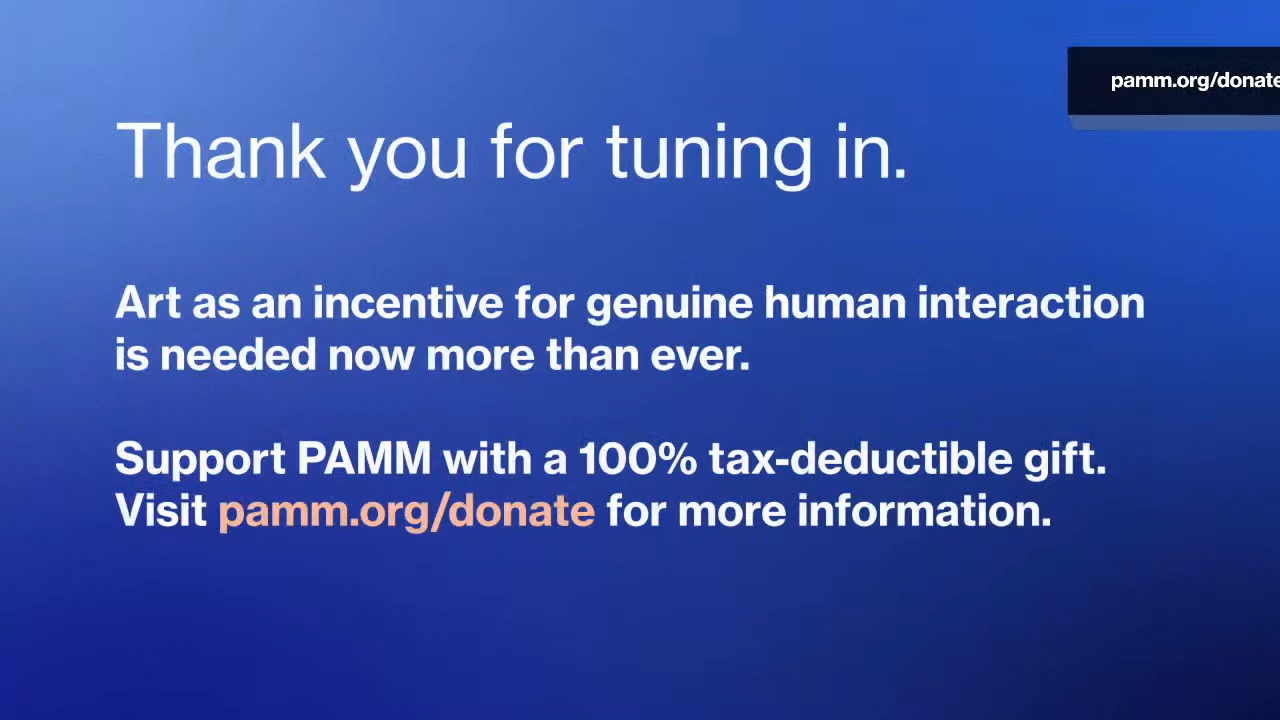 pamm.org/donate
Thank you for tuning in.
Art as an incentive for genuine human interaction
is needed now more than ever.
Support PAMM with a 100% tax-deductible gift.
Visit pamm.org/donate for more information.